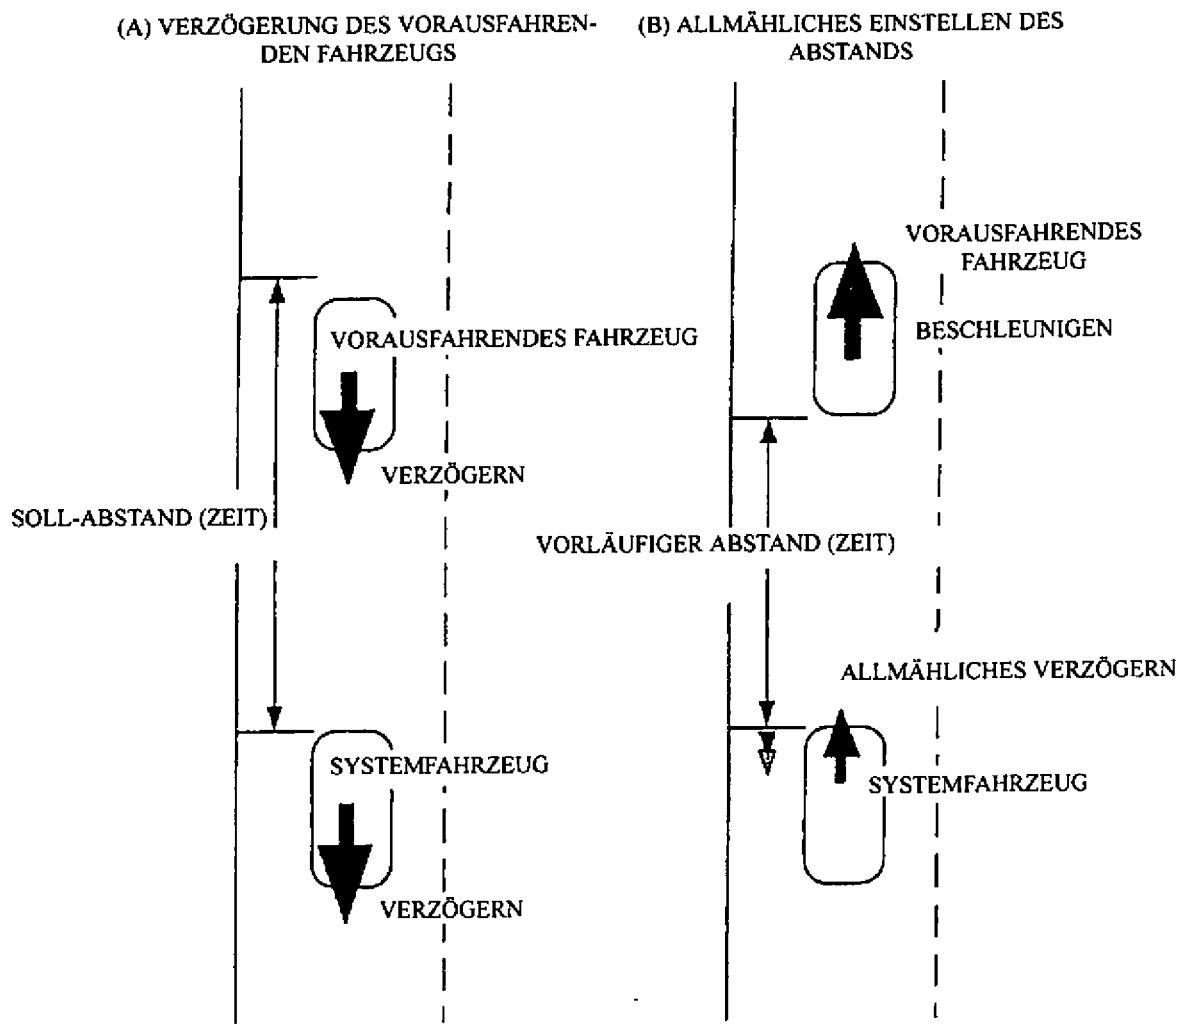 (A) VERZÖGERUNG DES VORAUSFAHREN-
DEN FAHRZEUGS
VORAUSFAHRENDES FAHRZEUG
VERZÖGERN
SOLL-ABSTAND (ZEIT)
SYSTEMFAHRZEUG
VERZÖGERN
(B) ALLMÄHLICHES EINSTELLEN DES
ABSTANDS
VORAUSFAHRENDES
FAHRZEUG
BESCHLEUNIGEN
VORLÄUFIGER ABSTAND (ZEIT)
ALLMÄHLICHES VERZÖGERN
SYSTEMFAHRZEUG